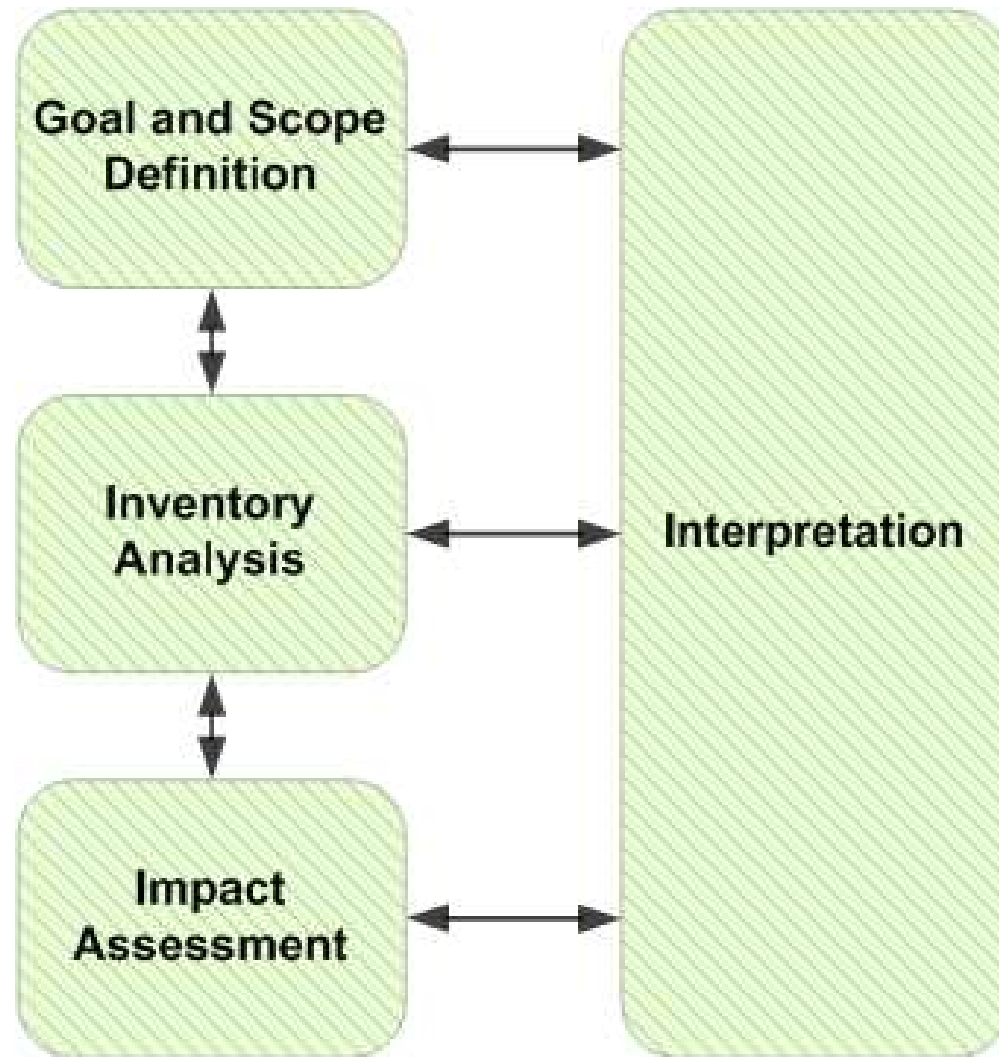 Goal and Scope
Definition
Inventory
Analysis
Interpretation
Impact
Assessment